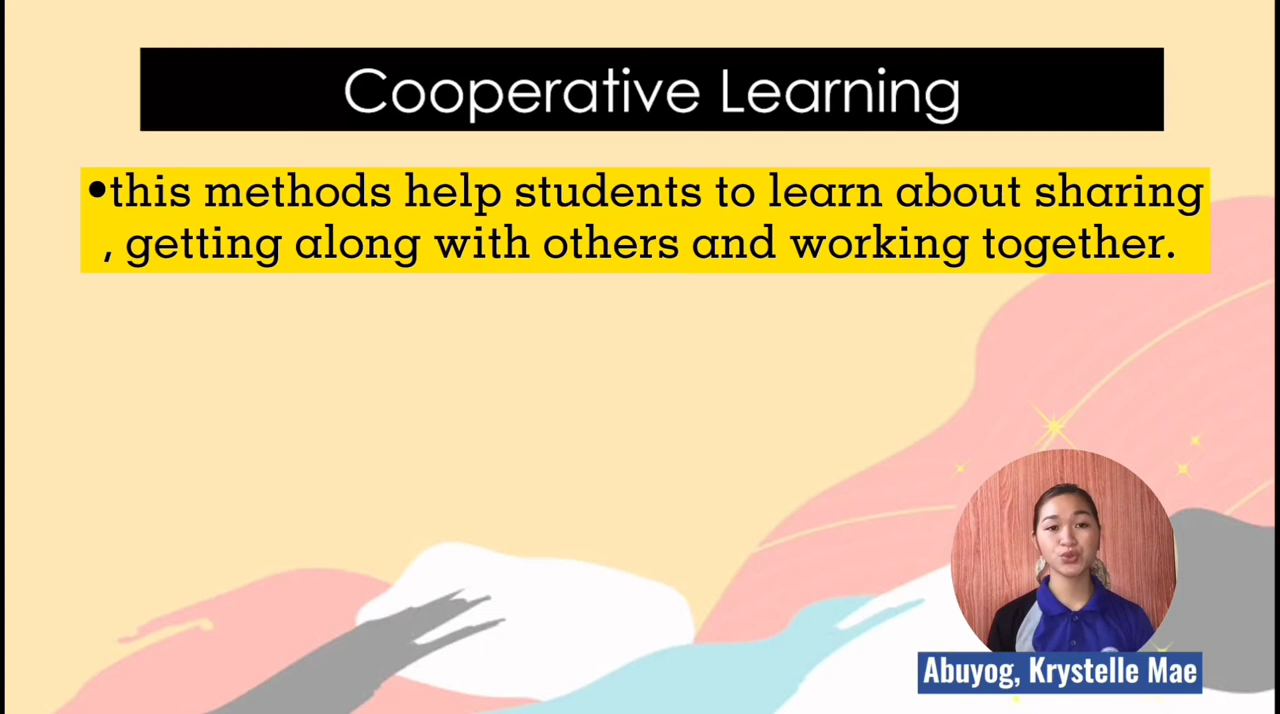 Cooperative Learning
•this methods help students to learn about sharing
, getting along with others and working together.
Abuyog, Krystelle Mae